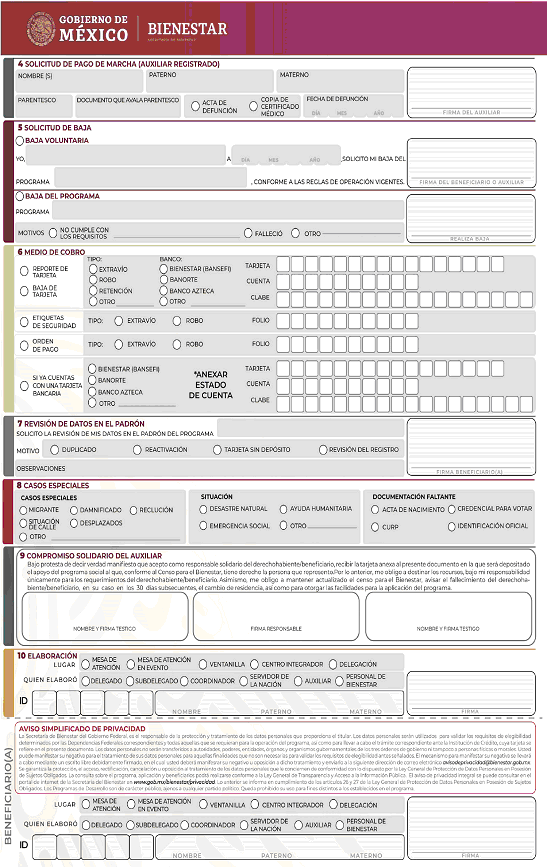 GOBIERNO DE
MÉXICO
BIENESTAR
SECRETARÍA DE BIENESTAR
4 SOLICITUD DE PAGO DE MARCHA (AUXILIAR REGISTRADO)
NOMBRE (S) PATERNO MATERNO
PARENTESCO DOCUMENTO QUE AVALA PARENTESCO ACTA DE DEFUNCIÓN COPIA DE CERTIFICADO MÉDICO FECHA DE DEFUNCIÓN
DÍA MES AÑO
FIRMA DEL AUXILIAR
5 SOLICITUD DE BAJA
BAJA VOLUNTARIA
YO, A DÍA MES AÑO ,SOLICITO MI BAJA DEL
PROGRAMA , CONFORME A LAS REGLAS DE OPERACIÓN VIGENTES.
FIRMA DEL BENEFICIARIO O AUXILIAR
BAJA DEL PROGRAMA
PROGRAMA
MOTIVOS NO CUMPLE CON LOS REQUISITOS FALLECIÓ OTRO
REALIZA BAJA
6 MEDIO DE COBRO
REPORTE DE TARJETA
BAJA DE TARJETA
TIPO:
EXTRAVÍO
ROBO
RETENCIÓN
OTRO
BANCO:
BIENESTAR (BANSEFI)
BANORTE
BANCO AZTECA
OTRO
TARJETA
CUENTA
CLABE
ETIQUETAS DE SEGURIDAD TIPO: EXTRAVÍO ROBO FOLIO
ORDEN DE PAGO TIPO: EXTRAVÍO ROBO FOLIO
SI YA CUENTAS CON UNA TARJETA BANCARIA
BIENESTAR (BANSEFI)
BANORTE
BANCO AZTECA
OTRO
*ANEXAR
ESTADO
DE CUENTA
TARJETA
CUENTA
CLABE
7 REVISIÓN DE DATOS EN EL PADRÓN
SOLICITO LA REVISIÓN DE MIS DATOS EN EL PADRÓN DEL PROGRAMA
MOTIVO DUPLICADO REACTIVACIÓN TARJETA SIN DEPÓSITO REVISIÓN DEL REGISTRO
OBSERVACIONES
FIRMA BENEFICIARIO(A)
8 CASOS ESPECIALES
CASOS ESPECIALES
MIGRANTE DAMNIFICADO RECLUCIÓN
SITUACIÓN DE CALLE DESPLAZADOS
OTRO
SITUACIÓN
DESASTRE NATURAL AYUDA HUMANITARIA
EMERGENCIA SOCIAL OTRO
DOCUMENTACIÓN FALTANTE
ACTA DE NACIMIENTO CREDENCIAL PARA VOTAR
CURP IDENTIFICACIÓN OFICIAL
9 COMPROMISO SOLIDARIO DEL AUXILIAR
Bajo protesta de decir verdad manifiesto que acepto como responsable solidario del derechohabiente/beneficiario, recibir la tarjeta anexa al presente documento en la que será depositado
el apoyo del programa social al que, conforme al Censo para el Bienestar, tiene derecho la persona que represento. Por lo anterior, me obligo a destinar los recursos, bajo mi responsabilidad
únicamente para los requerimientos del derechohabiente/beneficiario. Asimismo, me obligo a mantener actualizado el censo para el Bienestar, avisar el fallecimiento del derecho-
habiente/beneficiario, en su caso en los 30 días subsecuentes, el cambio de residencia, así como para otorgar las facilidades para la aplicación del programa.
NOMBRE Y FIRMA TESTIGO FIRMA RESPONSABLE NOMBRE Y FIRMA TESTIGO
10 ELABORACIÓN
LUGAR MESA DE ATENCIÓN MESA DE ATENCIÓN EN EVENTO VENTANILLA CENTRO INTEGRADOR DELEGACIÓN
QUIEN ELABORÓ DELEGADO SUBDELEGADO COORDINADOR SERVIDOR DE LA NACIÓN AUXILIAR PERSONAL DE BIENESTAR
ID NOMBRE PATERNO MATERNO FIRMA
BENEFICIARIO(A)
AVISO SIMPLIFICADO DE PRIVACIDAD
La Secretaría de Bienestar del Gobierno Federal, es el responsable de la protección y tratamiento de los datos personales que proporcione el titular.
avisodeprivacidad@bienestar.gob.mx
www.gob.mx/bienestar/privacidad
LUGAR MESA DE ATENCIÓN MESA DE ATENCIÓN EN EVENTO VENTANILLA CENTRO INTEGRADOR DELEGACIÓN
QUIEN ELABORÓ DELEGADO SUBDELEGADO COORDINADOR SERVIDOR DE LA NACIÓN AUXILIAR PERSONAL DE BIENESTAR
ID NOMBRE PATERNO MATERNO FIRMA